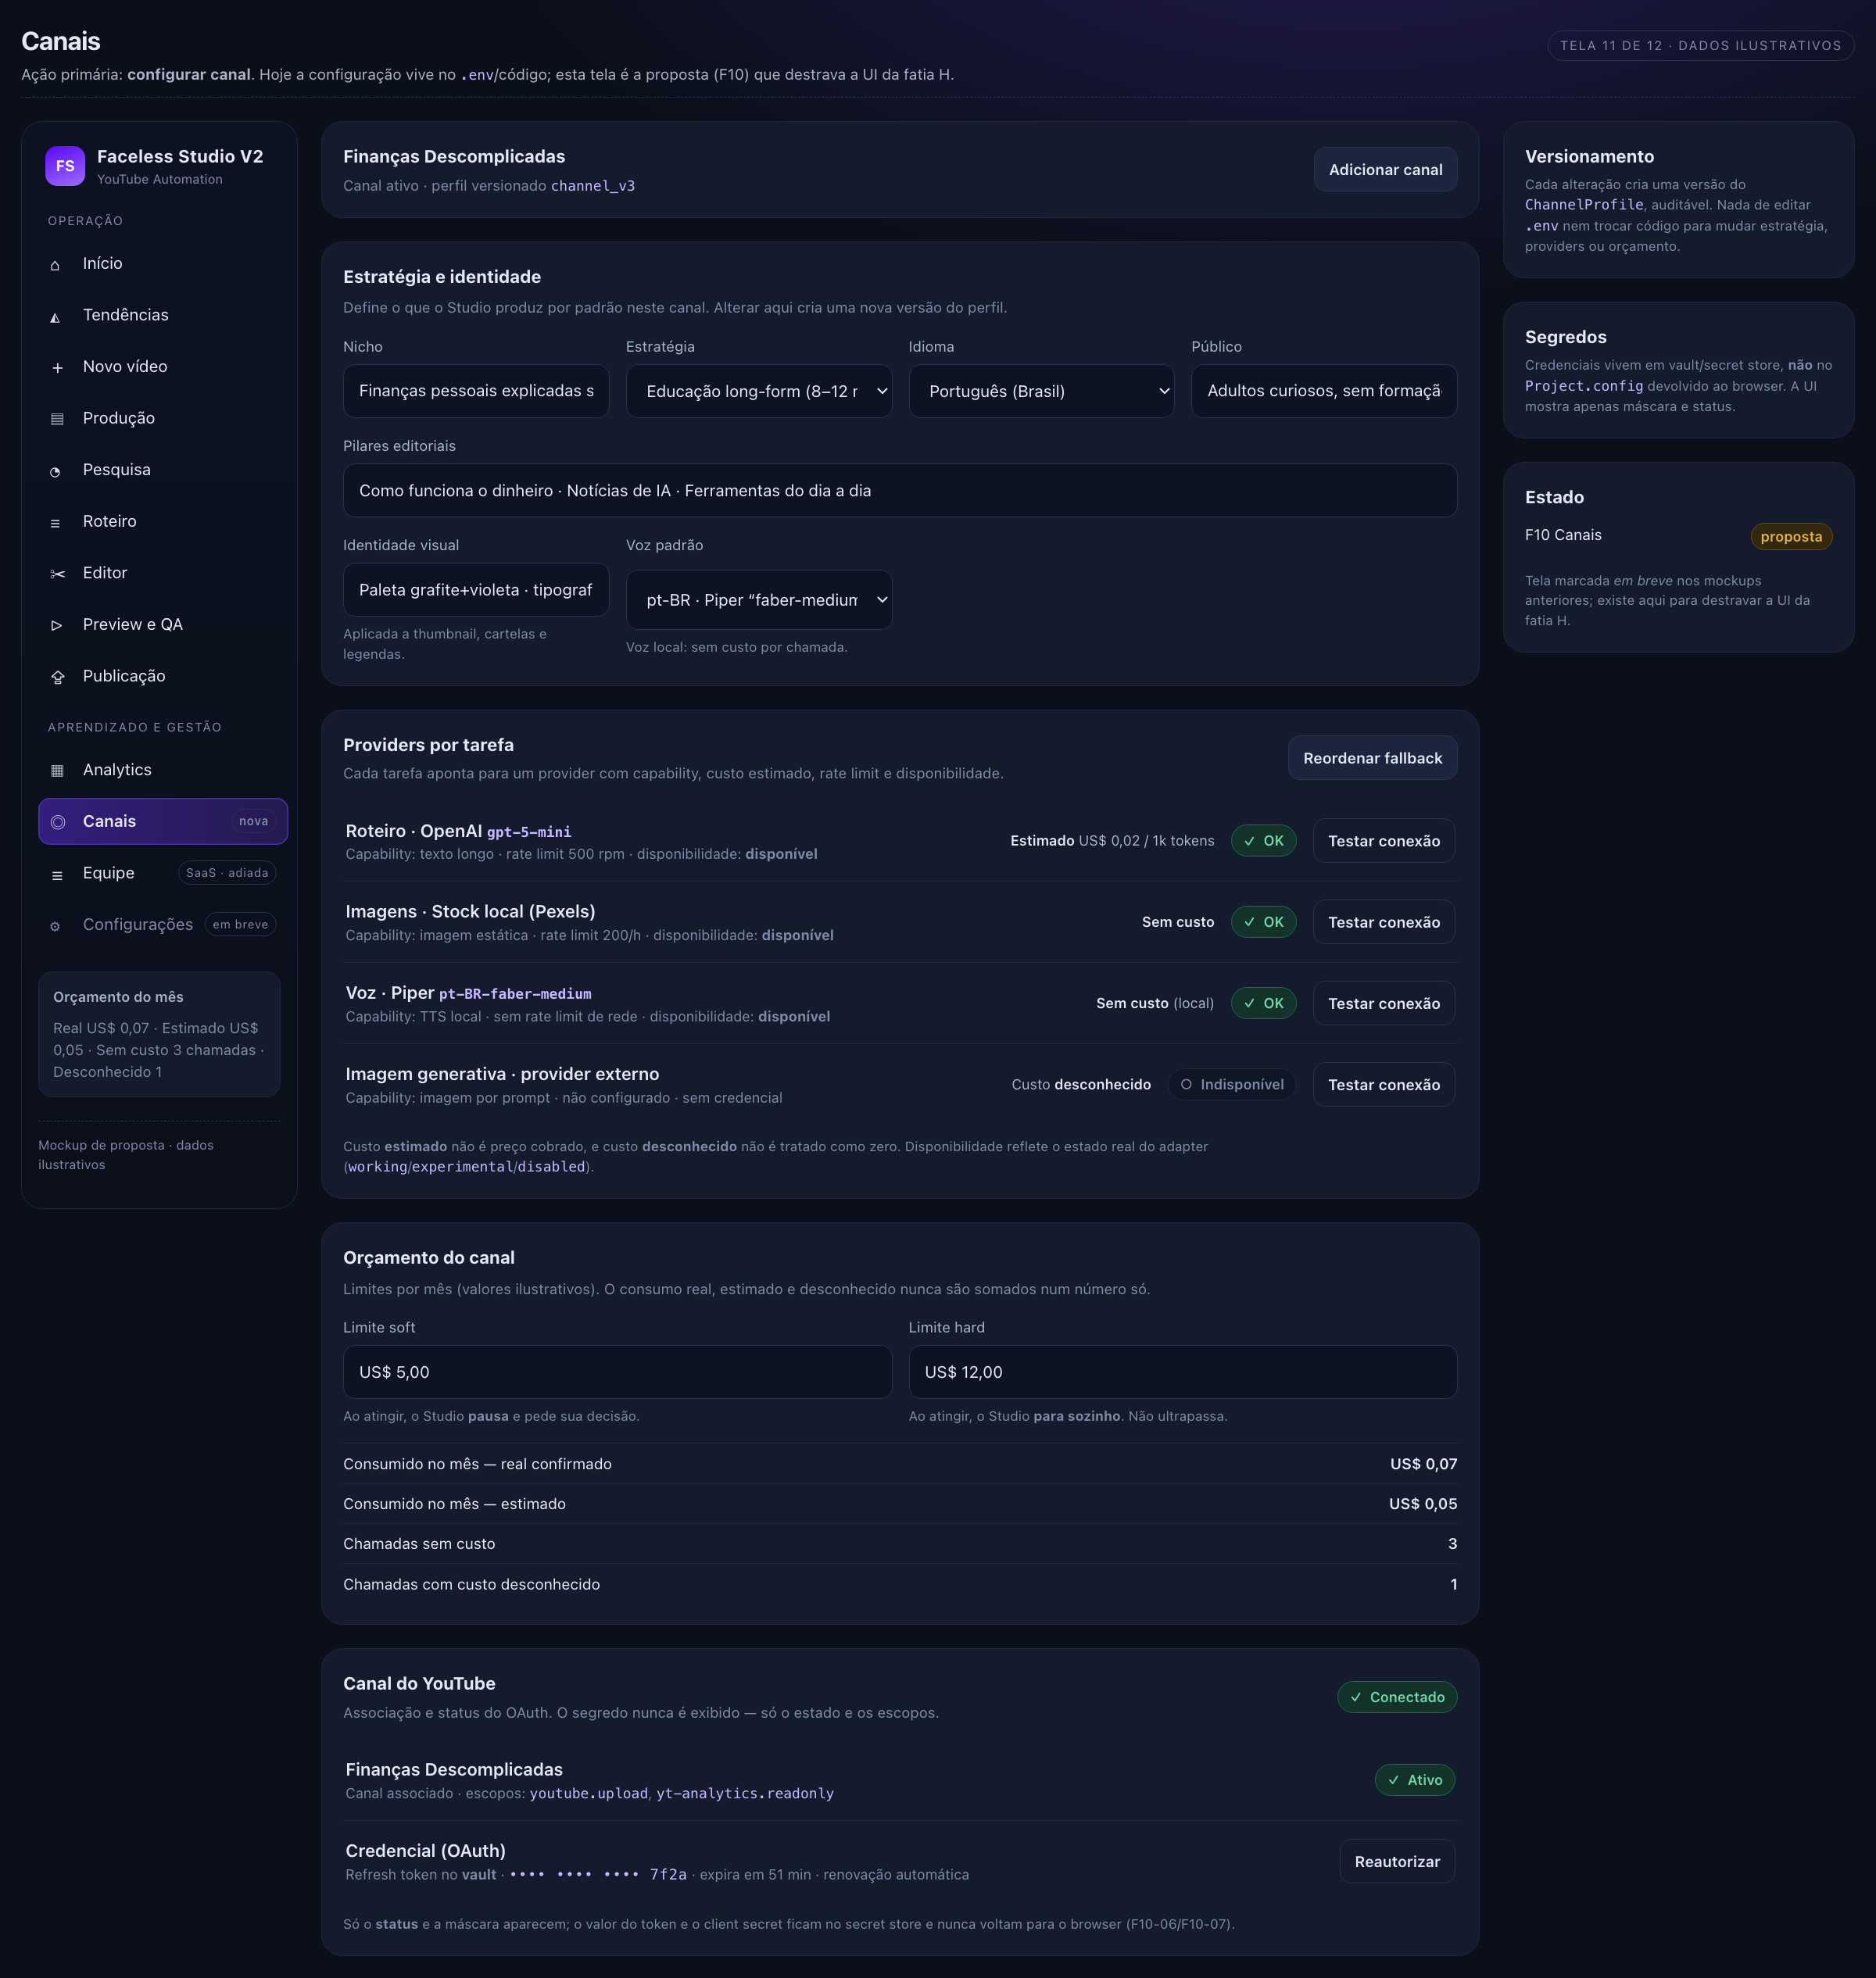 Canais
TELA 11 DE 12 · DADOS ILUSTRATIVOS
Ação primária: configurar canal. Hoje a configuração vive no .env/código; esta tela é a proposta (F10) que destrava a UI da fatia H.
FS
Faceless Studio V2
YouTube Automation
OPERAÇÃO
Início
Tendências
Novo vídeo
Produção
Pesquisa
Roteiro
Editor
Preview e QA
Publicação
APRENDIZADO E GESTÃO
Analytics
Canais
nova
Equipe
SaaS · adiada
Configurações
em breve
Orçamento do mês
Real US$ 0,07 · Estimado US$
0,05 · Sem custo 3 chamadas ·
Desconhecido 1
Mockup de proposta · dados
ilustrativos
Finanças Descomplicadas
Canal ativo · perfil versionado channel_v3
Adicionar canal
Estratégia e identidade
Define o que o Studio produz por padrão neste canal. Alterar aqui cria uma nova versão do perfil.
Nicho
Estratégia
Idioma
Público
Finanças pessoais explicadas s
Educação long-form (8–12 r
Português (Brasil)
Adultos curiosos, sem formaçã
Pilares editoriais
Como funciona o dinheiro · Notícias de IA · Ferramentas do dia a dia
Identidade visual
Voz padrão
Paleta grafite+violeta · tipograf
pt-BR · Piper “faber-medium
Aplicada a thumbnail, cartelas e
legendas.
Voz local: sem custo por chamada.
Providers por tarefa
Cada tarefa aponta para um provider com capability, custo estimado, rate limit e disponibilidade.
Reordenar fallback
Roteiro · OpenAI gpt-5-mini
Capability: texto longo · rate limit 500 rpm · disponibilidade: disponível
Estimado US$ 0,02 / 1k tokens
✓ OK
Testar conexão
Imagens · Stock local (Pexels)
Capability: imagem estática · rate limit 200/h · disponibilidade: disponível
Sem custo
✓ OK
Testar conexão
Voz · Piper pt-BR-faber-medium
Capability: TTS local · sem rate limit de rede · disponibilidade: disponível
Sem custo (local)
✓ OK
Testar conexão
Imagem generativa · provider externo
Capability: imagem por prompt · não configurado · sem credencial
Custo desconhecido
Indisponível
Testar conexão
Custo estimado não é preço cobrado, e custo desconhecido não é tratado como zero. Disponibilidade reflete o estado real do adapter
(working/experimental/disabled).
Orçamento do canal
Limites por mês (valores ilustrativos). O consumo real, estimado e desconhecido nunca são somados num número só.
Limite soft
Limite hard
US$ 5,00
US$ 12,00
Ao atingir, o Studio pausa e pede sua decisão.
Ao atingir, o Studio para sozinho. Não ultrapassa.
Consumido no mês — real confirmado
US$ 0,07
Consumido no mês — estimado
US$ 0,05
Chamadas sem custo
3
Chamadas com custo desconhecido
1
Canal do YouTube
Associação e status do OAuth. O segredo nunca é exibido — só o estado e os escopos.
✓ Conectado
Finanças Descomplicadas
Canal associado · escopos: youtube.upload, yt-analytics.readonly
✓ Ativo
Credencial (OAuth)
Refresh token no vault · •••• •••• •••• 7f2a · expira em 51 min · renovação automática
Reautorizar
Só o status e a máscara aparecem; o valor do token e o client secret ficam no secret store e nunca voltam para o browser (F10-06/F10-07).
Versionamento
Cada alteração cria uma versão do
ChannelProfile, auditável. Nada de editar
.env nem trocar código para mudar estratégia,
providers ou orçamento.
Segredos
Credenciais vivem em vault/secret store, não no
Project.config devolvido ao browser. A UI
mostra apenas máscara e status.
Estado
F10 Canais
proposta
Tela marcada em breve nos mockups
anteriores; existe aqui para destravar a UI da
fatia H.